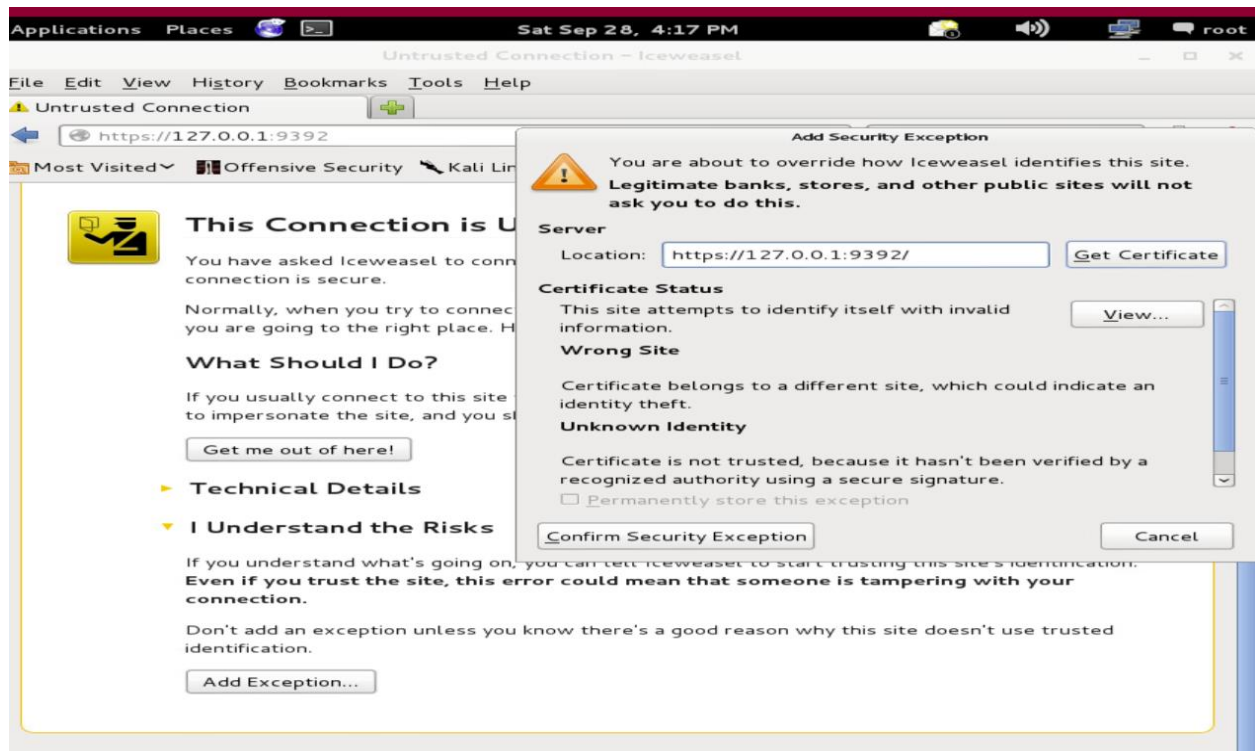 Applications Places Sat Sep 28, 4:17 PM root
Untrusted Connection - Iceweasel
File Edit View History Bookmarks Tools Help
Untrusted Connection
https://127.0.0.1:9392
Most Visited Offensive Security Kali Lin
This Connection is U
You have asked Iceweasel to conn
connection is secure.
Normally, when you try to connec
you are going to the right place. H
What Should I Do?
If you usually connect to this site
to impersonate the site, and you sl
Get me out of here!
Technical Details
I Understand the Risks
If you understand what's going on, you can tell Iceweasel to start trusting this site's identification.
Even if you trust the site, this error could mean that someone is tampering with your
connection.
Don't add an exception unless you know there's a good reason why this site doesn't use trusted
identification.
Add Exception...
Add Security Exception
You are about to override how Iceweasel identifies this site.
Legitimate banks, stores, and other public sites will not
ask you to do this.
Server
Location: https://127.0.0.1:9392/ Get Certificate
Certificate Status
This site attempts to identify itself with invalid
information.
View...
Wrong Site
Certificate belongs to a different site, which could indicate an
identity theft.
Unknown Identity
Certificate is not trusted, because it hasn't been verified by a
recognized authority using a secure signature.
Permanently store this exception
Confirm Security Exception Cancel